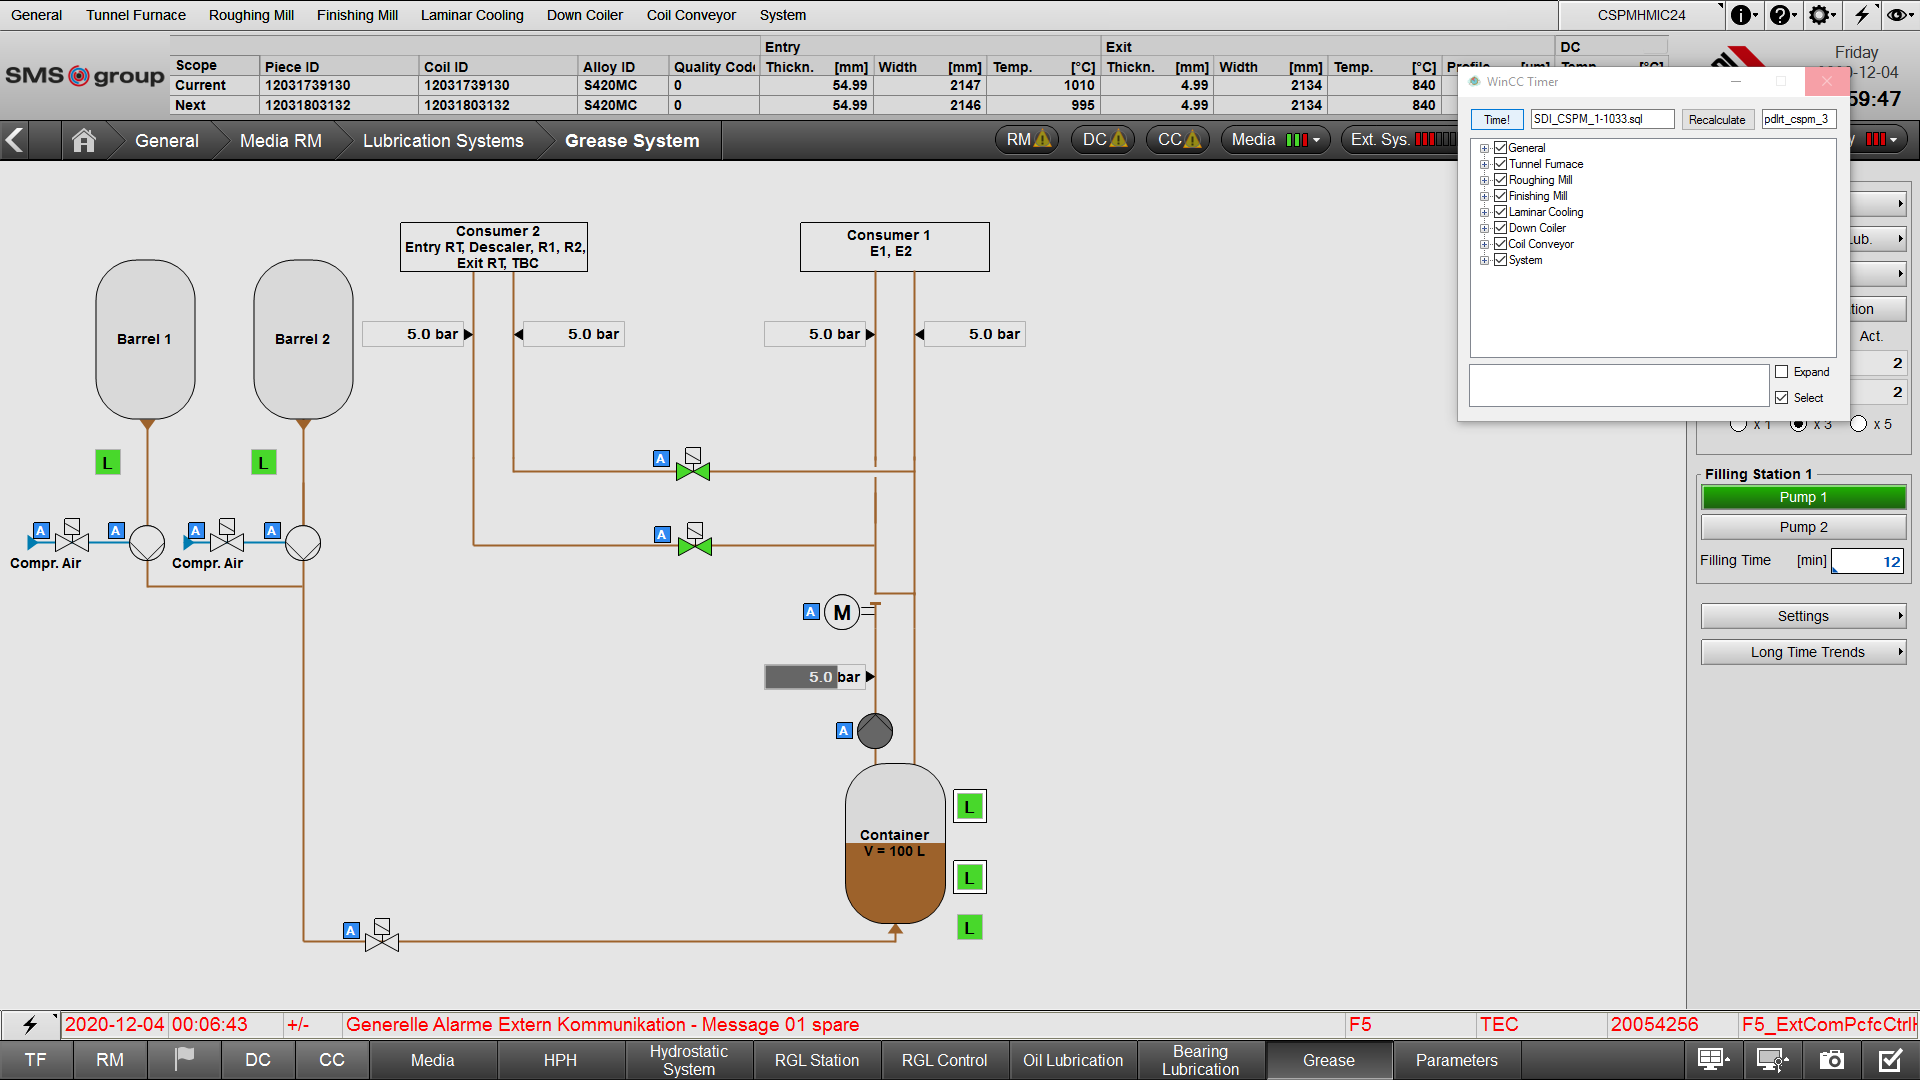 General Tunnel Furnace Roughing Mill Finishing Mill Laminar Cooling Down Coiler Coil Conveyor System CSPMHMIC24
SMS group
Entry Exit DC
Scope Piece ID Coil ID Alloy ID Quality Code Thickn. [mm] Width [mm] Temp. [°C] Thickn. [mm] Width [mm] Temp. [°C]
Current 12031739130 12031739130 S420MC 0 54.99 2147 1010 4.99 2134 840
Next 12031803132 12031803132 S420MC 0 54.99 2146 995 4.99 2134 840
Friday
-12-04
59:47
General Media RM Lubrication Systems Grease System RM DC CC Media Ext. Sys.
WinCC Timer
Time! SDI_CSPM_1-1033.sql Recalculate pdlrt_cspm_3
General
Tunnel Furnace
Roughing Mill
Finishing Mill
Laminar Cooling
Down Coiler
Coil Conveyor
System
Expand
Select
Lub.
tion
Act.
2
2
x 1 x 3 x 5
Filling Station 1
Pump 1
Pump 2
Filling Time [min] 12
Settings
Long Time Trends
Consumer 2
Entry RT, Descaler, R1, R2,
Exit RT, TBC
Consumer 1
E1, E2
Barrel 1
Barrel 2
5.0 bar 5.0 bar 5.0 bar 5.0 bar
L L
A
A
A A A A
Compr. Air Compr. Air
A M
5.0 bar
A
L
Container
V = 100 L
L
L
A
2020-12-04 00:06:43 +/- Generelle Alarme Extern Kommunikation - Message 01 spare F5 TEC 20054256 F5_ExtComPcfcCtrl
TF RM DC CC Media HPH Hydrostatic System RGL Station RGL Control Oil Lubrication Bearing Lubrication Grease Parameters